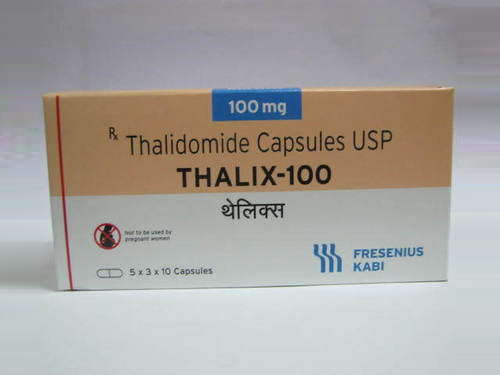 100 mg
Rx Thalidomide Capsules USP
THALIX-100
थेलिक्स
Not to be used by
pregnant women
5 x 3 x 10 Capsules
FRESENIUS
KABI